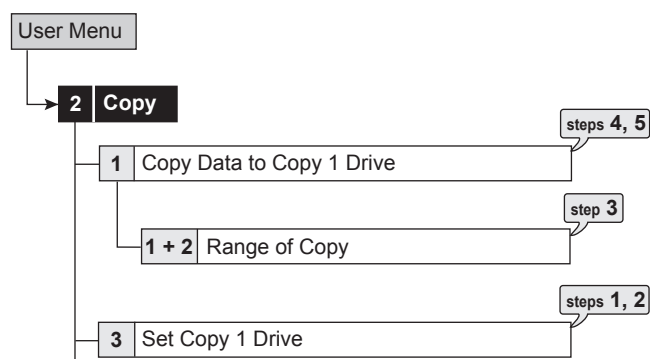 User Menu
2 Copy
steps 4, 5
1 Copy Data to Copy 1 Drive
step 3
1 + 2 Range of Copy
steps 1, 2
3 Set Copy 1 Drive